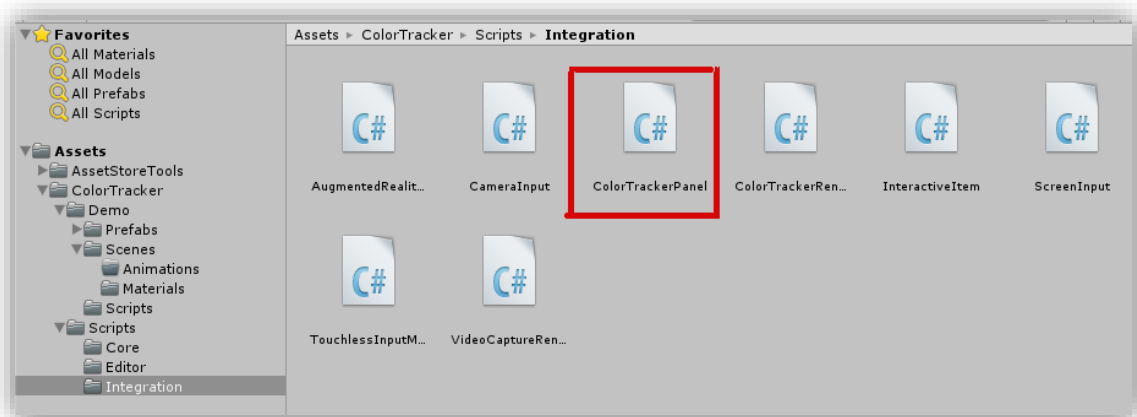 Favorites
All Materials
All Models
All Prefabs
All Scripts
Assets
AssetStoreTools
ColorTracker
Demo
Prefabs
Scenes
Animations
Materials
Scripts
Scripts
Core
Editor
Integration
Assets ▸ ColorTracker ▸ Scripts ▸ Integration
C# C# C# C# C# C#
AugmentedRealit... CameraInput ColorTrackerPanel ColorTrackerRen... InteractiveItem ScreenInput
C# C#
TouchlessInputM... VideoCaptureRen...